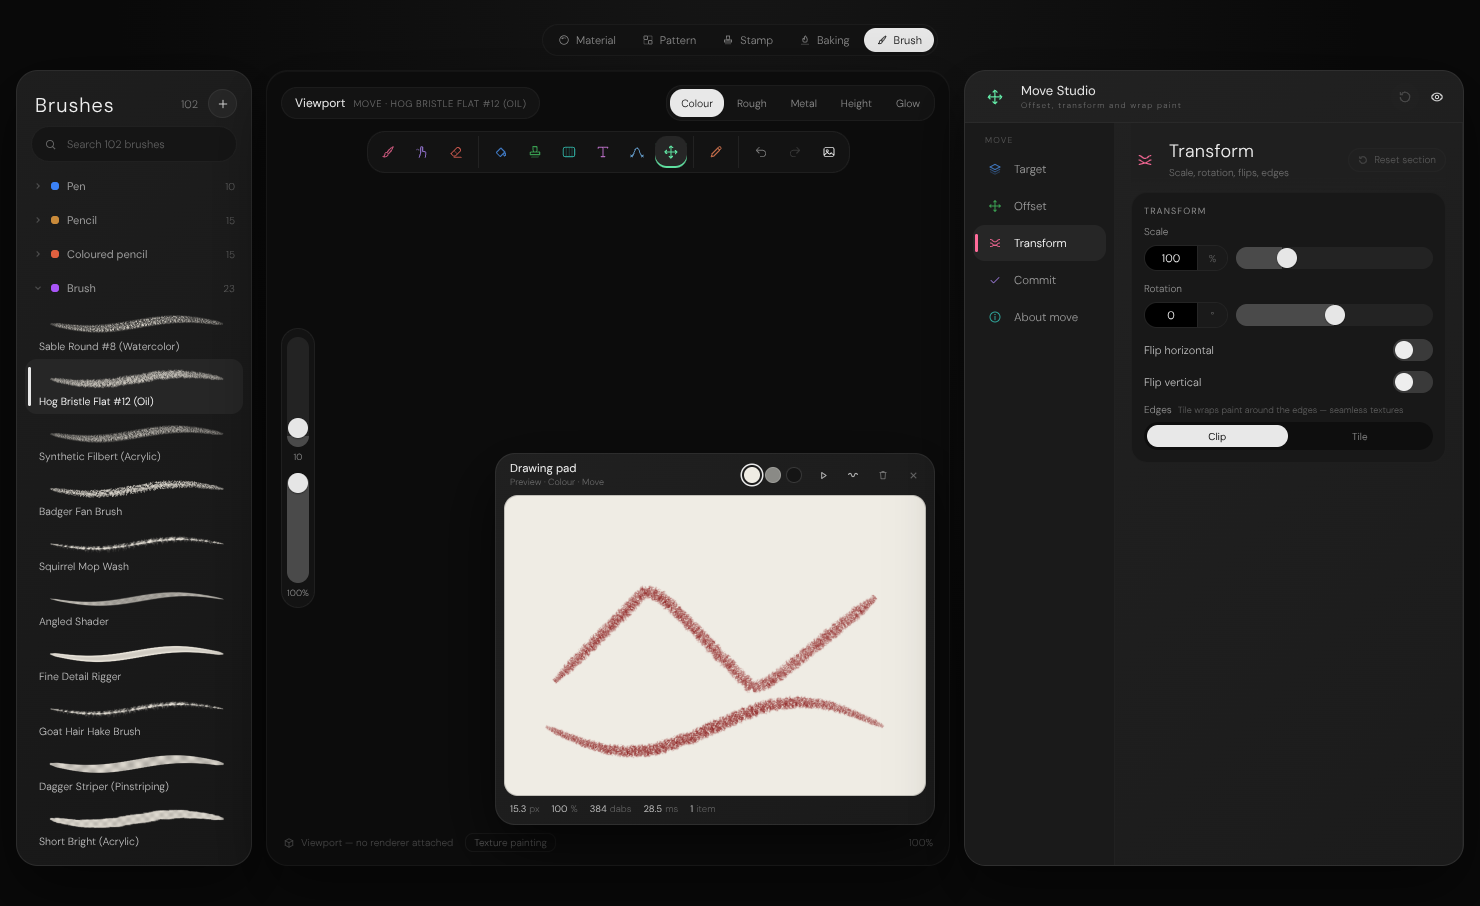 Material
Pattern
Stamp
Baking
Brush
Brushes
102
Search 102 brushes
Pen
10
Pencil
15
Coloured pencil
15
Brush
23
Sable Round #8 (Watercolor)
Hog Bristle Flat #12 (Oil)
Synthetic Filbert (Acrylic)
Badger Fan Brush
Squirrel Mop Wash
Angled Shader
Fine Detail Rigger
Goat Hair Hake Brush
Dagger Striper (Pinstriping)
Short Bright (Acrylic)
Viewport
MOVE · HOG BRISTLE FLAT #12 (OIL)
Colour
Rough
Metal
Height
Glow
10
100%
Drawing pad
Preview · Colour · Move
15.3 px
100 %
384 dabs
28.5 ms
1 item
Viewport — no renderer attached
Texture painting
100%
Move Studio
Offset, transform and wrap paint
MOVE
Target
Offset
Transform
Commit
About move
Transform
Scale, rotation, flips, edges
Reset section
TRANSFORM
Scale
100 %
Rotation
0 °
Flip horizontal
Flip vertical
Edges Tile wraps paint around the edges — seamless textures
Clip
Tile